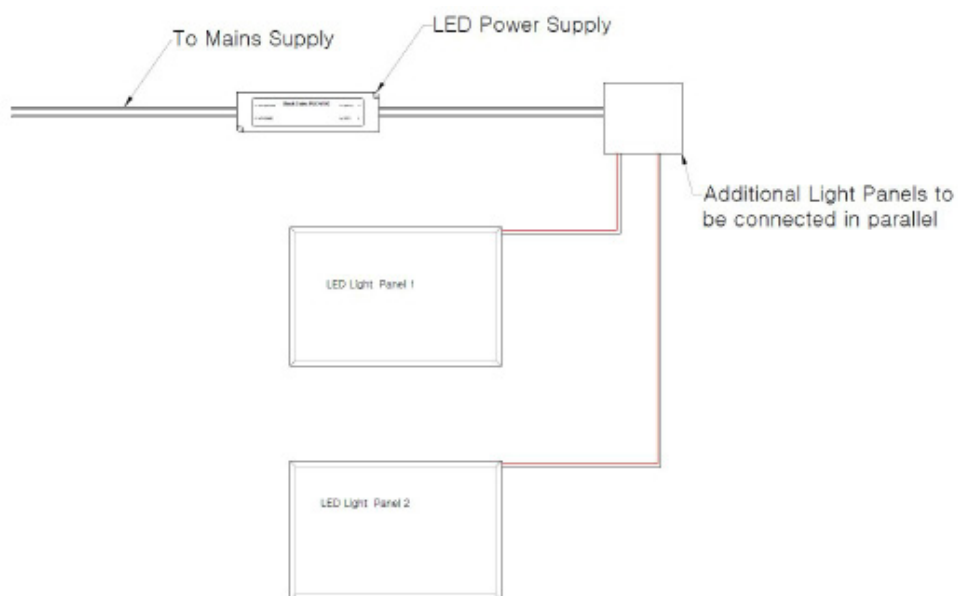 To Mains Supply
LED Power Supply
Additional Light Panels to
be connected in parallel
LED Light Panel 1
LED Light Panel 2